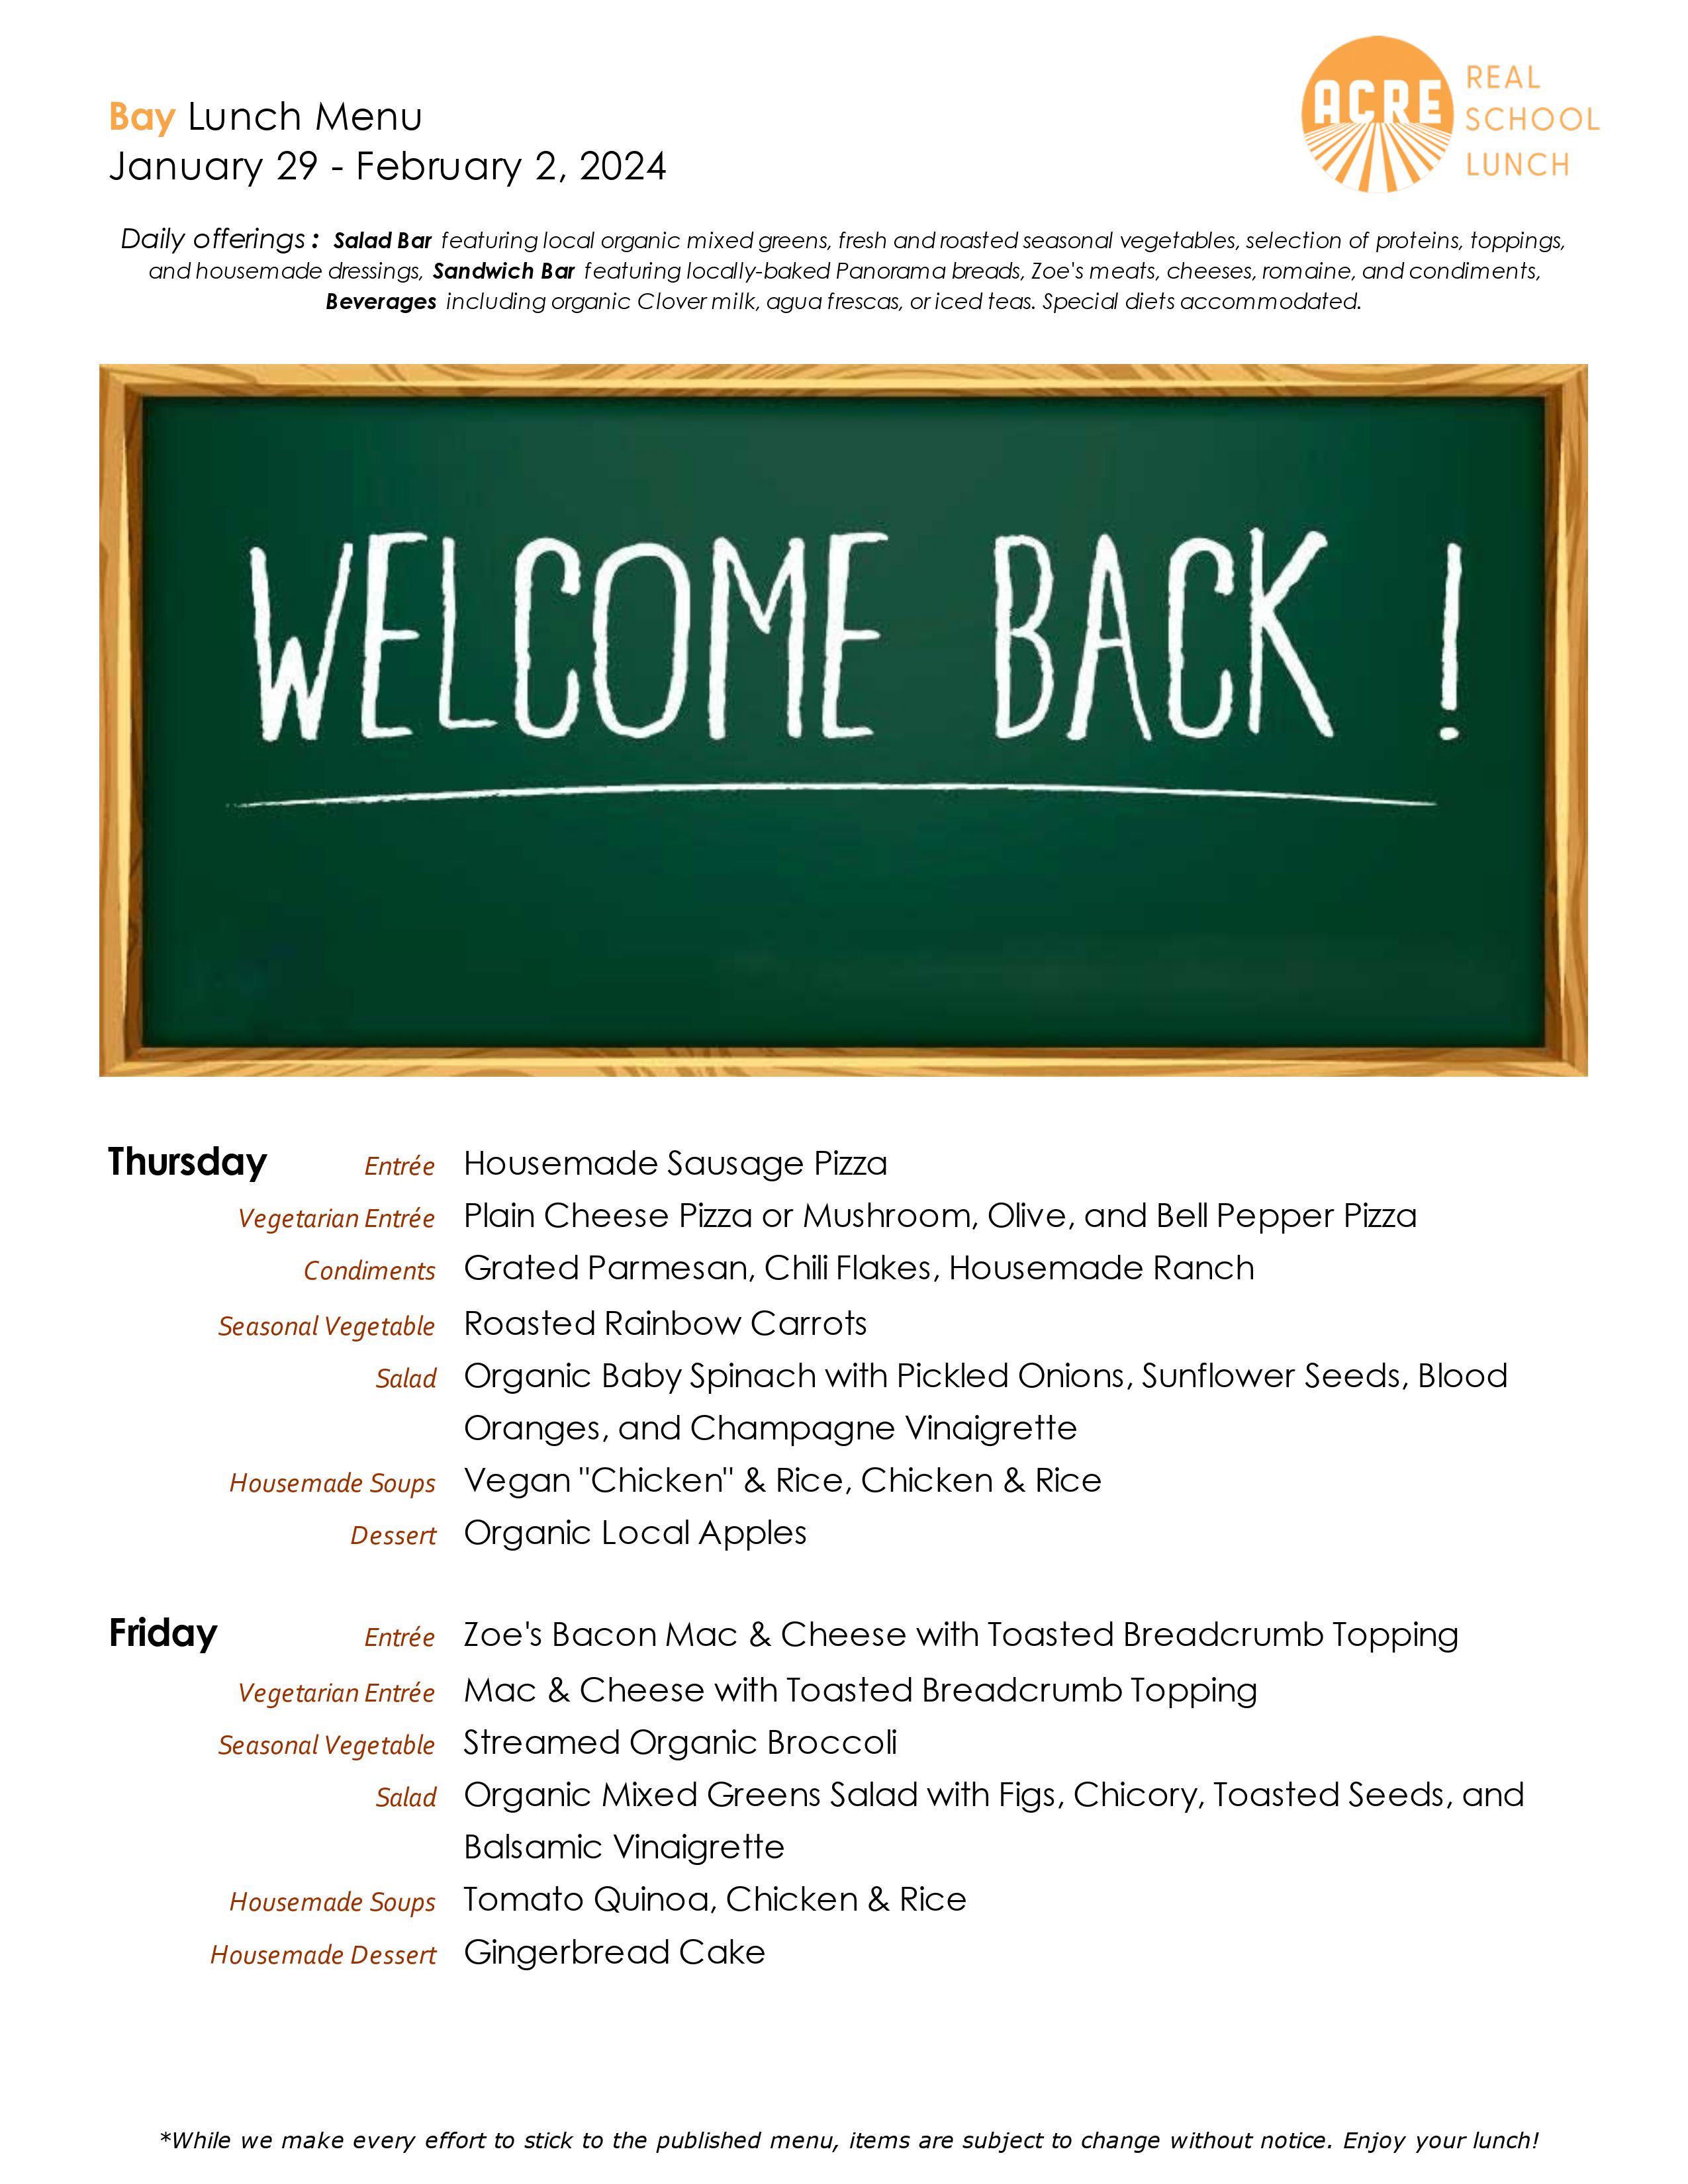 Bay Lunch Menu
January 29 - February 2, 2024
ACRE
REAL
SCHOOL
LUNCH
Daily offerings: Salad Bar featuring local organic mixed greens, fresh and roasted seasonal vegetables, selection of proteins, toppings,
and housemade dressings, Sandwich Bar featuring locally-baked Panorama breads, Zoe's meats, cheeses, romaine, and condiments,
Beverages including organic Clover milk, agua frescas, or iced teas. Special diets accommodated.
WELCOME BACK !
Thursday Entrée Housemade Sausage Pizza
Vegetarian Entrée Plain Cheese Pizza or Mushroom, Olive, and Bell Pepper Pizza
Condiments Grated Parmesan, Chili Flakes, Housemade Ranch
Seasonal Vegetable Roasted Rainbow Carrots
Salad Organic Baby Spinach with Pickled Onions, Sunflower Seeds, Blood
Oranges, and Champagne Vinaigrette
Housemade Soups Vegan "Chicken" & Rice, Chicken & Rice
Dessert Organic Local Apples
Friday Entrée Zoe's Bacon Mac & Cheese with Toasted Breadcrumb Topping
Vegetarian Entrée Mac & Cheese with Toasted Breadcrumb Topping
Seasonal Vegetable Streamed Organic Broccoli
Salad Organic Mixed Greens Salad with Figs, Chicory, Toasted Seeds, and
Balsamic Vinaigrette
Housemade Soups Tomato Quinoa, Chicken & Rice
Housemade Dessert Gingerbread Cake
*While we make every effort to stick to the published menu, items are subject to change without notice. Enjoy your lunch!